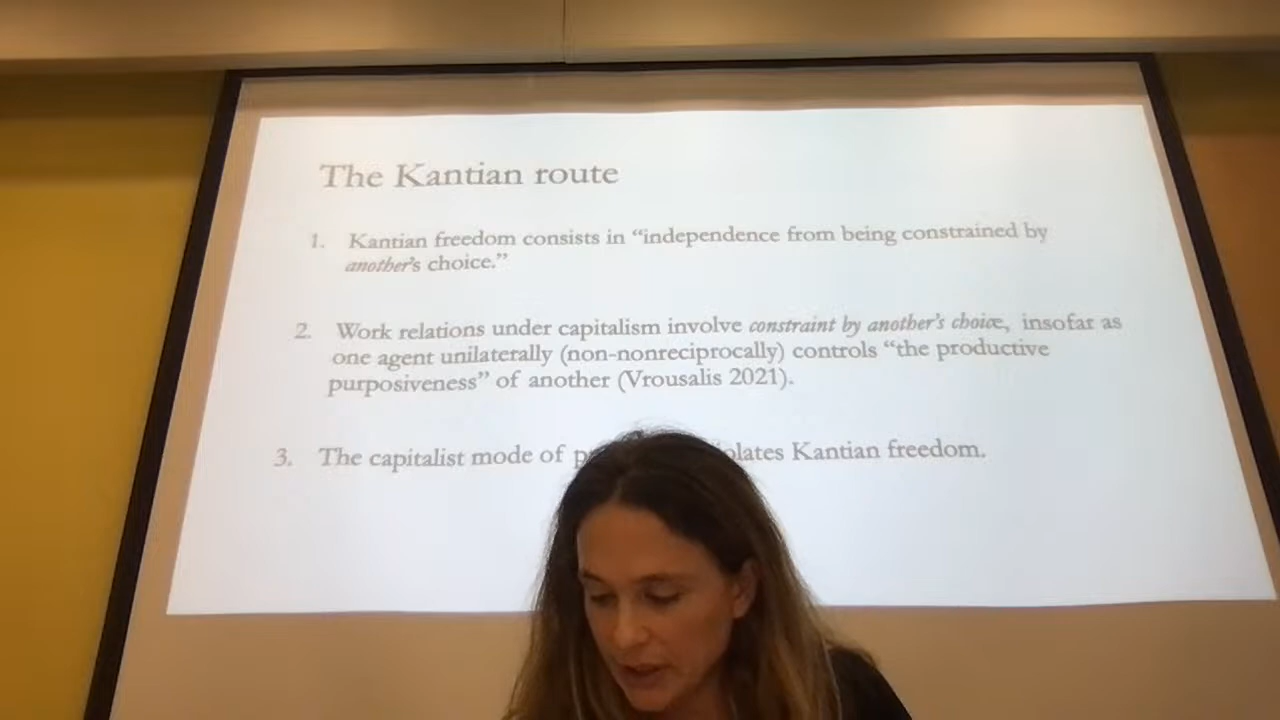 The Kantian route
1. Kantian freedom consists in “independence from being constrained by
another's choice.”
2. Work relations under capitalism involve constraint by another's choice, insofar as
one agent unilaterally (non-nonreciprocally) controls “the productive
purposiveness” of another (Vrousalis 2021).
3. The capitalist mode of Kantian freedom.